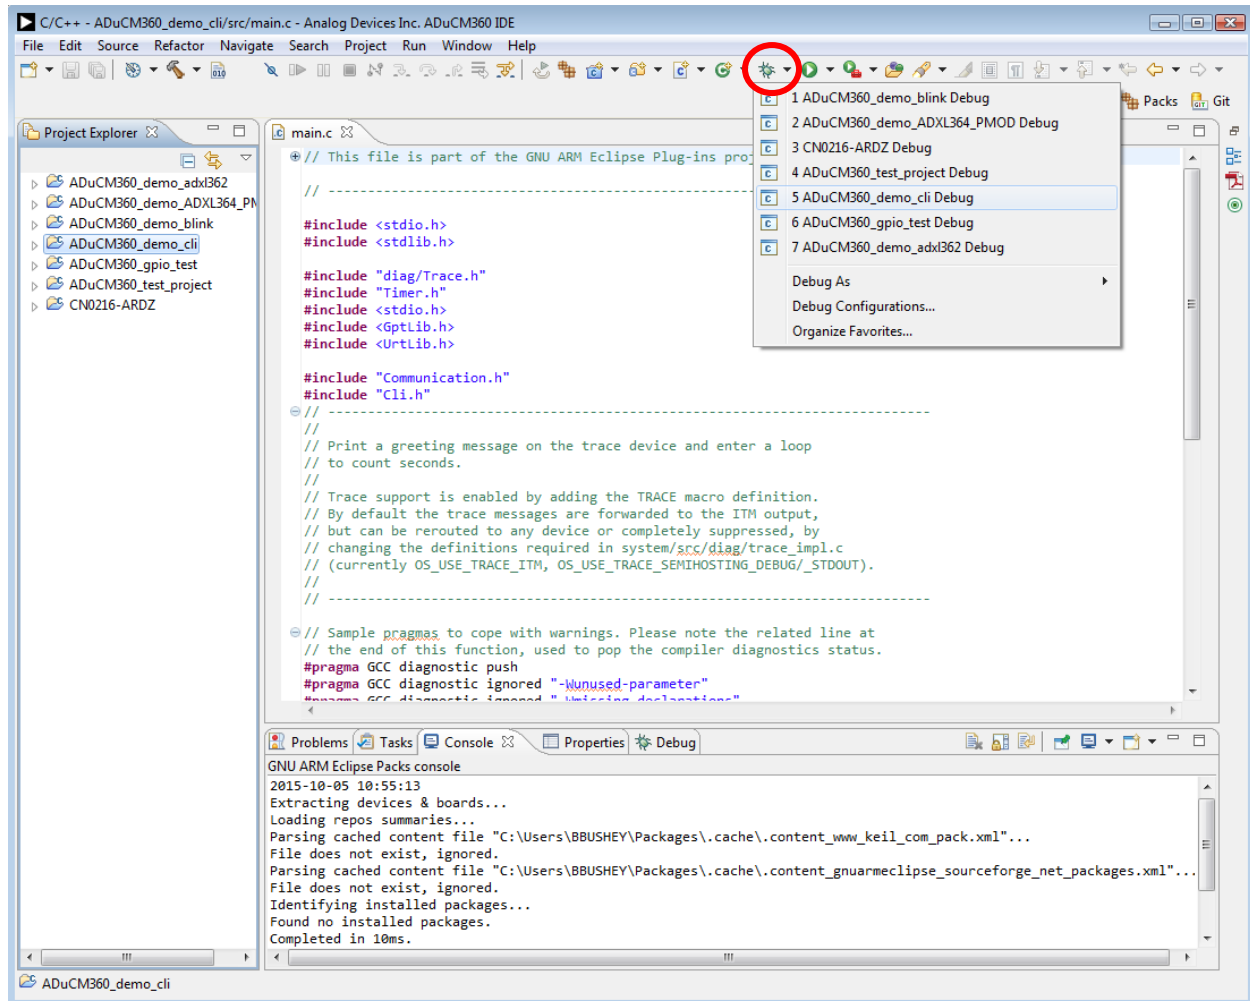 C/C++ - ADuCM360_demo_cli/src/main.c - Analog Devices Inc. ADuCM360 IDE
File Edit Source Refactor Navigate Search Project Run Window Help
010
Packs Git
1 ADuCM360_demo_blink Debug
2 ADuCM360_demo_ADXL364_PMOD Debug
3 CN0216-ARDZ Debug
4 ADuCM360_test_project Debug
5 ADuCM360_demo_cli Debug
6 ADuCM360_gpio_test Debug
7 ADuCM360_demo_adxl362 Debug
Debug As
Debug Configurations...
Organize Favorites...
Project Explorer
ADuCM360_demo_adxl362
ADuCM360_demo_ADXL364_PM
ADuCM360_demo_blink
ADuCM360_demo_cli
ADuCM360_gpio_test
ADuCM360_test_project
CN0216-ARDZ
main.c
// This file is part of the GNU ARM Eclipse Plug-ins proj
// ----------------------------------------------------------
#include <stdio.h>
#include <stdlib.h>
#include "diag/Trace.h"
#include "Timer.h"
#include <stdio.h>
#include <GptLib.h>
#include <UrtLib.h>
#include "Communication.h"
#include "Cli.h"
// ----------------------------------------------------------------------------
//
// Print a greeting message on the trace device and enter a loop
// to count seconds.
//
// Trace support is enabled by adding the TRACE macro definition.
// By default the trace messages are forwarded to the ITM output,
// but can be rerouted to any device or completely suppressed, by
// changing the definitions required in system/src/diag/trace_impl.c
// (currently OS_USE_TRACE_ITM, OS_USE_TRACE_SEMIHOSTING_DEBUG/_STDOUT).
//
// ----------------------------------------------------------------------------
// Sample pragmas to cope with warnings. Please note the related line at
// the end of this function, used to pop the compiler diagnostics status.
#pragma GCC diagnostic push
#pragma GCC diagnostic ignored "-Wunused-parameter"
#pragma GCC diagnostic ignored "-Wmissing-declarations"
Problems Tasks Console Properties Debug
GNU ARM Eclipse Packs console
2015-10-05 10:55:13
Extracting devices & boards...
Loading repos summaries...
Parsing cached content file "C:\Users\BBUSHEY\Packages\.cache\.content_www_keil_com_pack.xml"...
File does not exist, ignored.
Parsing cached content file "C:\Users\BBUSHEY\Packages\.cache\.content_gnuarmeclipse_sourceforge_net_packages.xml"...
File does not exist, ignored.
Identifying installed packages...
Found no installed packages.
Completed in 10ms.
ADuCM360_demo_cli